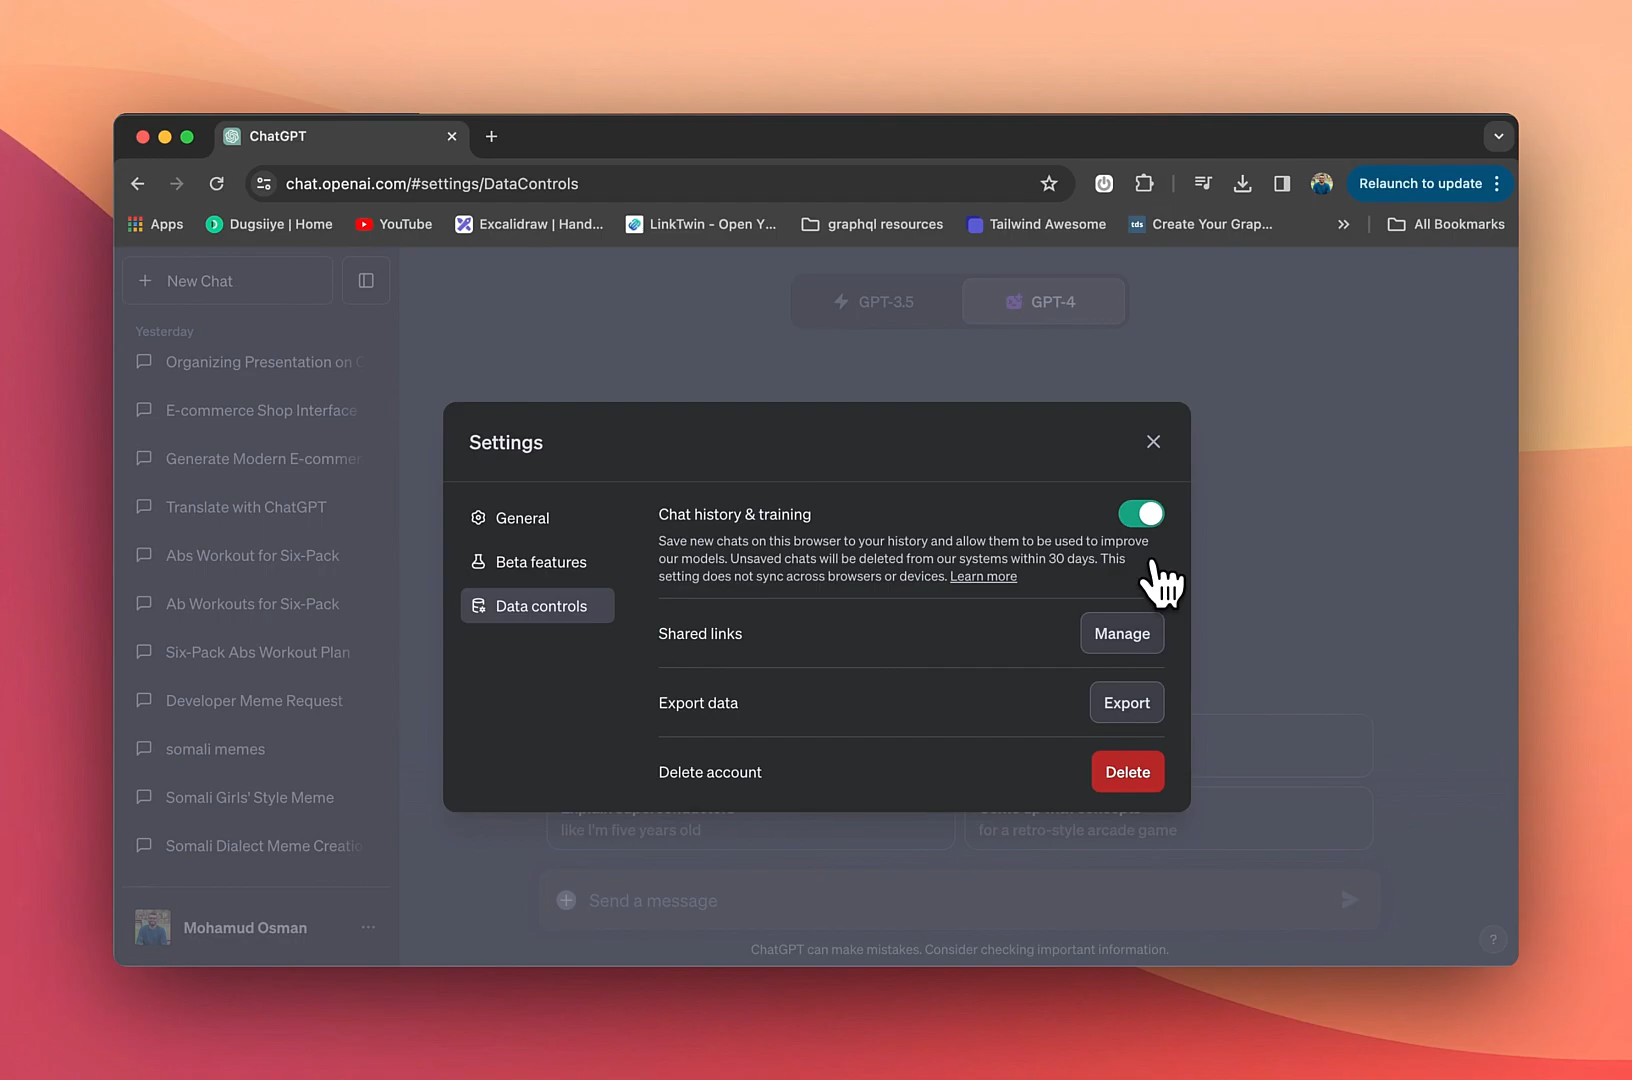 ChatGPT
chat.openai.com/#settings/DataControls
Relaunch to update
Apps
Dugsiiye | Home
YouTube
Excalidraw | Hand...
LinkTwin - Open Y...
graphql resources
Tailwind Awesome
tds
Create Your Grap...
All Bookmarks
New Chat
GPT-3.5
GPT-4
Yesterday
Organizing Presentation on
E-commerce Shop Interface
Generate Modern E-commer
Translate with ChatGPT
Abs Workout for Six-Pack
Ab Workouts for Six-Pack
Six-Pack Abs Workout Plan
Developer Meme Request
somali memes
Somali Girls' Style Meme
Somali Dialect Meme Creatio
Mohamud Osman
Settings
General
Beta features
Data controls
Chat history & training
Save new chats on this browser to your history and allow them to be used to improve
our models. Unsaved chats will be deleted from our systems within 30 days. This
setting does not sync across browsers or devices. Learn more
Shared links
Manage
Export data
Export
Delete account
Delete
like I'm five years old
for a retro-style arcade game
Send a message
ChatGPT can make mistakes. Consider checking important information.
?